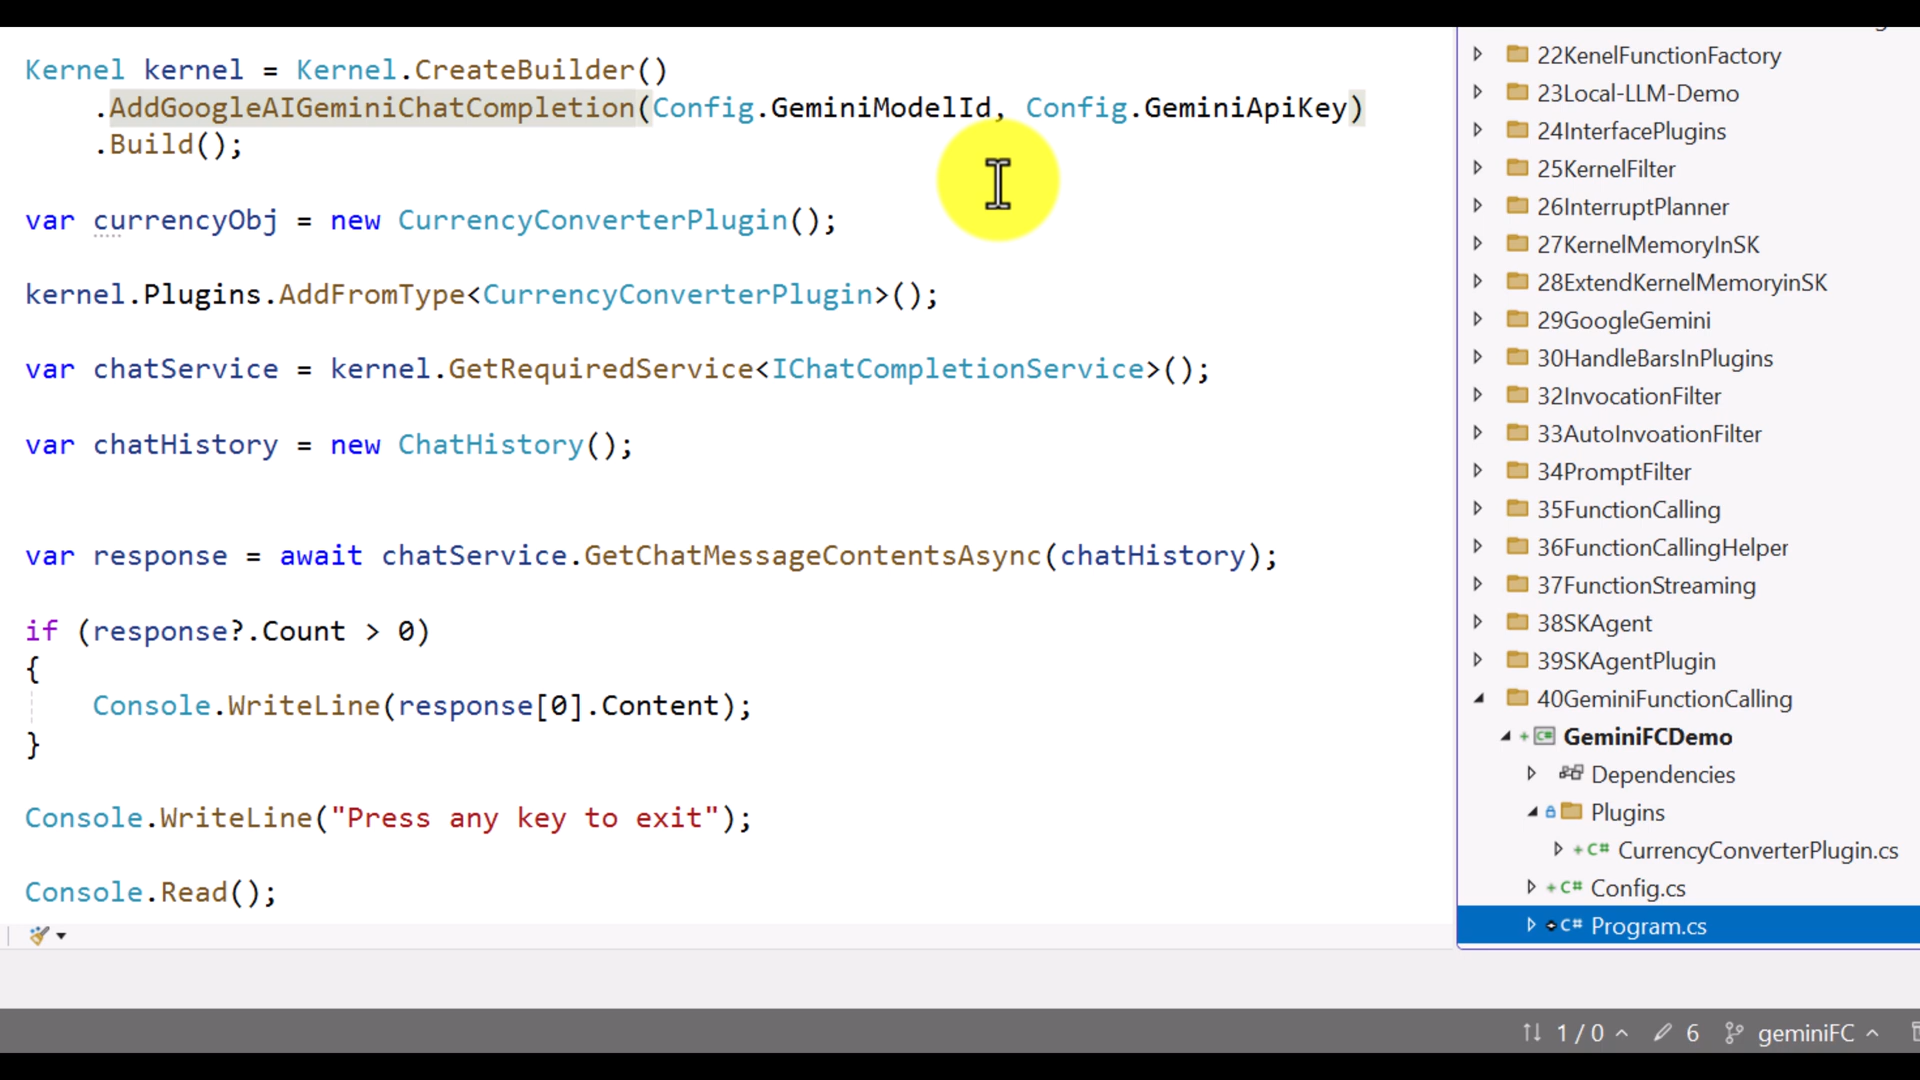 Kernel kernel = Kernel.CreateBuilder()
.AddGoogleAIGeminiChatCompletion(Config.GeminiModelId, Config.GeminiApiKey)
.Build();
var currencyObj = new CurrencyConverterPlugin();
kernel.Plugins.AddFromType<CurrencyConverterPlugin>();
var chatService = kernel.GetRequiredService<IChatCompletionService>();
var chatHistory = new ChatHistory();
var response = await chatService.GetChatMessageContentsAsync(chatHistory);
if (response?.Count > 0)
{
Console.WriteLine(response[0].Content);
}
Console.WriteLine("Press any key to exit");
Console.Read();
22KenelFunctionFactory
23Local-LLM-Demo
24InterfacePlugins
25KernelFilter
26InterruptPlanner
27KernelMemoryInSK
28ExtendKernelMemoryinSK
29GoogleGemini
30HandleBarsInPlugins
32InvocationFilter
33AutoInvoationFilter
34PromptFilter
35FunctionCalling
36FunctionCallingHelper
37FunctionStreaming
38SKAgent
39SKAgentPlugin
40GeminiFunctionCalling
C# GeminiFCDemo
Dependencies
Plugins
C# CurrencyConverterPlugin.cs
C# Config.cs
C# Program.cs
1 / 0 6 geminiFC